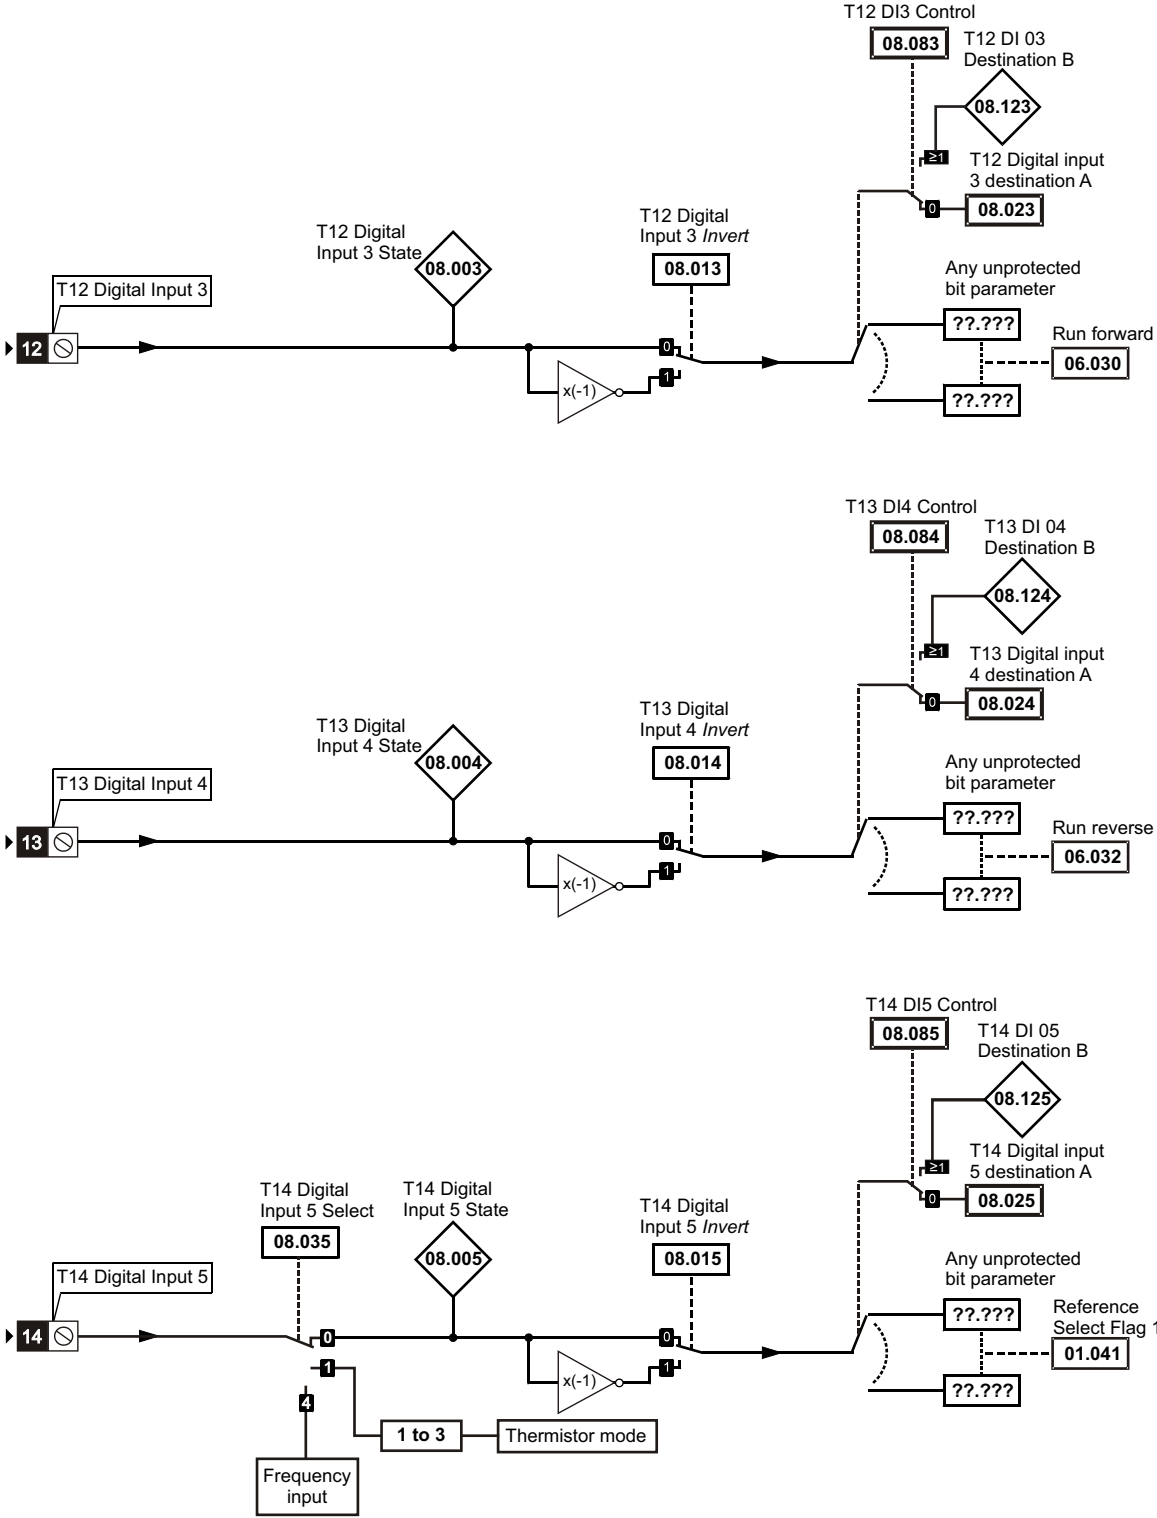 T12 DI3 Control
08.083
T12 DI 03
Destination B
08.123
≥1
T12 Digital input
3 destination A
0
08.023
T12 Digital
Input 3 State
08.003
T12 Digital
Input 3 Invert
08.013
T12 Digital Input 3
12
0
1
x(-1)
Any unprotected
bit parameter
??.???
Run forward
06.030
??.???
T13 DI4 Control
08.084
T13 DI 04
Destination B
08.124
≥1
T13 Digital input
4 destination A
0
08.024
T13 Digital
Input 4 State
08.004
T13 Digital
Input 4 Invert
08.014
T13 Digital Input 4
13
0
1
x(-1)
Any unprotected
bit parameter
??.???
Run reverse
06.032
??.???
T14 DI5 Control
08.085
T14 DI 05
Destination B
08.125
≥1
T14 Digital input
5 destination A
0
08.025
T14 Digital
Input 5 Select
08.035
T14 Digital
Input 5 State
08.005
T14 Digital
Input 5 Invert
08.015
T14 Digital Input 5
14
0
1
4
0
1
x(-1)
Any unprotected
bit parameter
??.???
Reference
Select Flag 1
01.041
??.???
1 to 3
Thermistor mode
Frequency
input